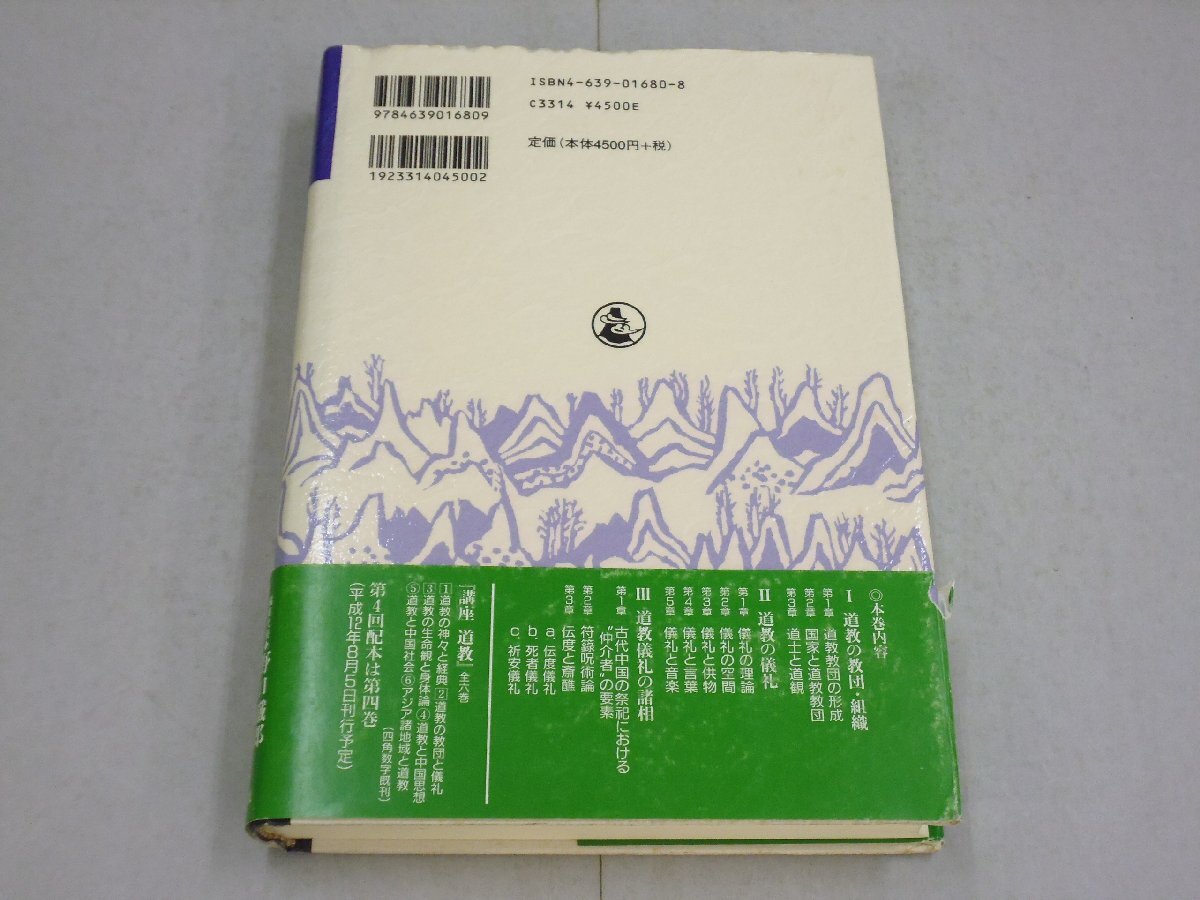 ISBN4-639-01680-8
C3314 ¥4500E
9784639016809
定価(本体4500円+税)
1923314045002
◎本巻内容
Ⅰ 道教の教団・組織
第1章 道教教団の形成
第2章 国家と道教教団
第3章 道士と道観
Ⅱ 道教の儀礼
第1章 儀礼の理論
第2章 儀礼の空間
第3章 儀礼と供物
第4章 儀礼と言葉
第5章 儀礼と音楽
Ⅲ 道教儀礼の諸相
第1章 古代中国の祭祀における
“仲介者”の要素
第2章 符籙呪術論
第3章 伝度と斎醮
a. 伝度儀礼
b. 死者儀礼
c. 祈安儀礼
『講座 道教』全六巻
1道教の神々と経典 2道教の教団と儀礼
3道教の生命観と身体論 ④道教と中国思想
⑤道教と中国社会 ⑥アジア諸地域と道教
(四角数字既刊)
第4回配本は第四巻
(平成12年8月5日刊行予定)